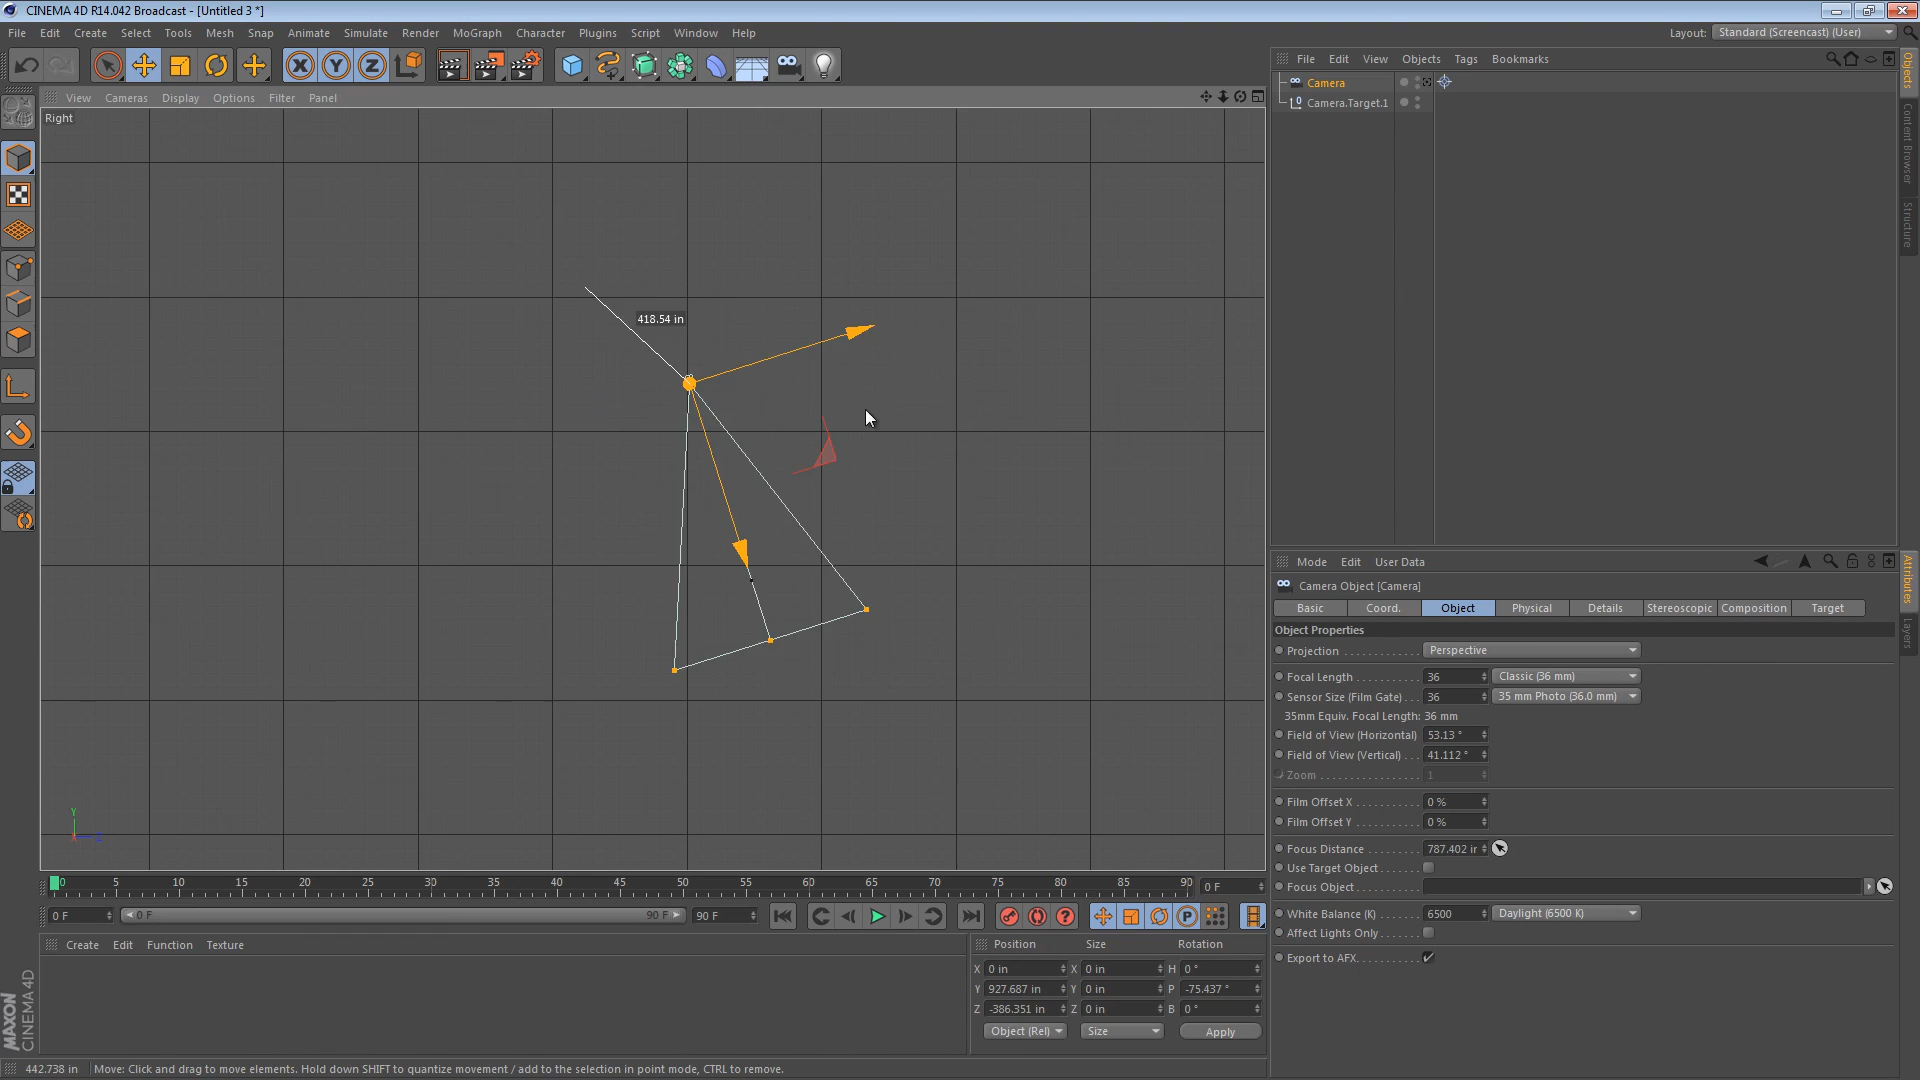 CINEMA 4D R14.042 Broadcast - [Untitled 3 *]
File Edit Create Select Tools Mesh Snap Animate Simulate Render MoGraph Character Plugins Script Window Help
Layout: Standard (Screencast) (User)
View Cameras Display Options Filter Panel
Right
418.54 in
Y
File Edit View Objects Tags Bookmarks
Camera
Camera.Target.1
Objects
Content Browser
Structure
Mode Edit User Data
Camera Object [Camera]
Basic Coord. Object Physical Details Stereoscopic Composition Target
Object Properties
Projection Perspective
Focal Length 36 Classic (36 mm)
Sensor Size (Film Gate) 36 35 mm Photo (36.0 mm)
35mm Equiv. Focal Length: 36 mm
Field of View (Horizontal) 53.13 °
Field of View (Vertical) 41.112 °
Zoom 1
Film Offset X 0 %
Film Offset Y 0 %
Focus Distance 787.402 ir
Use Target Object
Focus Object
White Balance (K) 6500 Daylight (6500 K)
Affect Lights Only
Export to AFX
Attributes
Layers
0 5 10 15 20 25 30 35 40 45 50 55 60 65 70 75 80 85 90 0 F
0 F 0 F 90 F 90 F
Create Edit Function Texture
Position Size Rotation
X 0 in X 0 in H 0 °
Y 927.687 in Y 0 in P -75.437 °
Z -386.351 in Z 0 in B 0 °
Object (Rel) Size Apply
MAXON
CINEMA 4D
442.738 in Move: Click and drag to move elements. Hold down SHIFT to quantize movement / add to the selection in point mode, CTRL to remove.